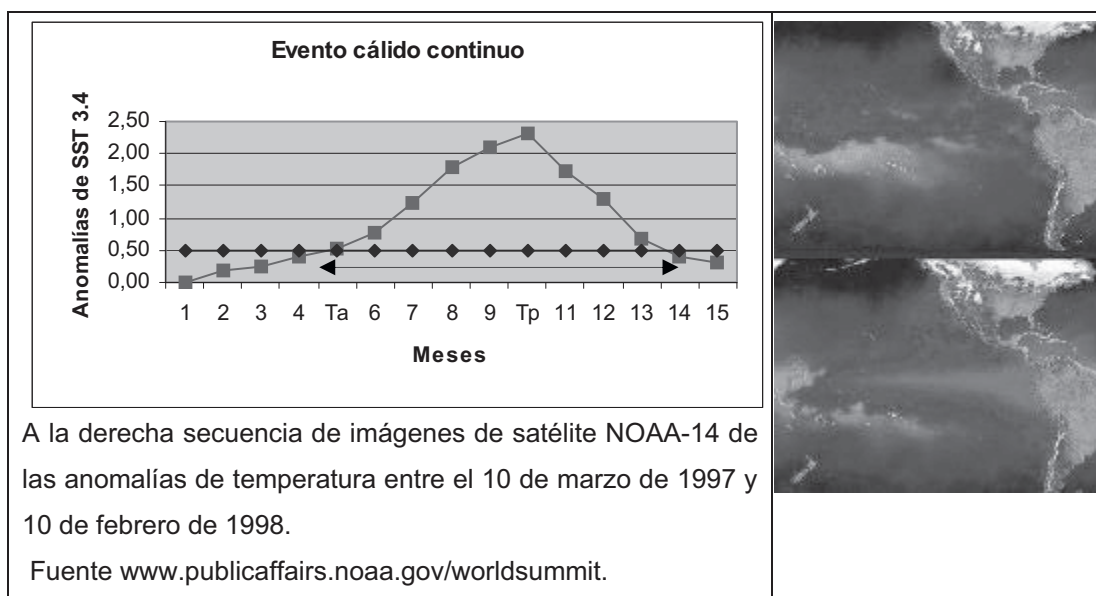 Evento cálido continuo
Anomalías de SST 3.4
2,50
2,00
1,50
1,00
0,50
0,00
1 2 3 4 Ta 6 7 8 9 Tp 11 12 13 14 15
Meses
A la derecha secuencia de imágenes de satélite NOAA-14 de
las anomalías de temperatura entre el 10 de marzo de 1997 y
10 de febrero de 1998.
Fuente www.publicaffairs.noaa.gov/worldsummit.